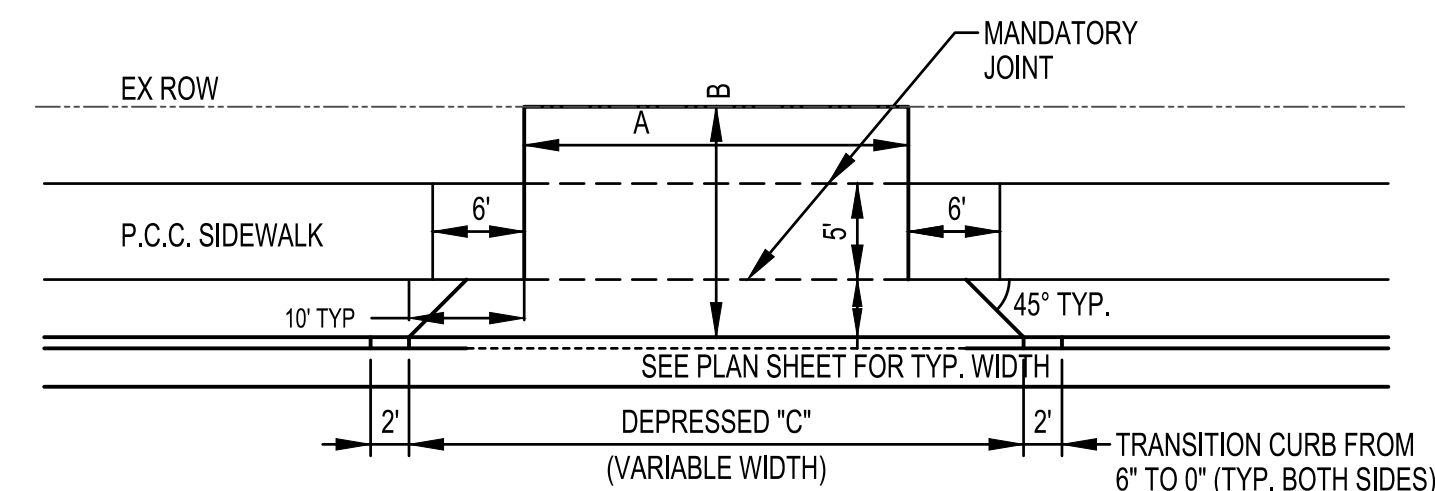 MANDATORY
JOINT
EX ROW
B
A
6'
6'
P.C.C. SIDEWALK
5'
10' TYP
45° TYP.
SEE PLAN SHEET FOR TYP. WIDTH
2'
DEPRESSED "C"
2'
(VARIABLE WIDTH)
TRANSITION CURB FROM
6" TO 0" (TYP. BOTH SIDES)